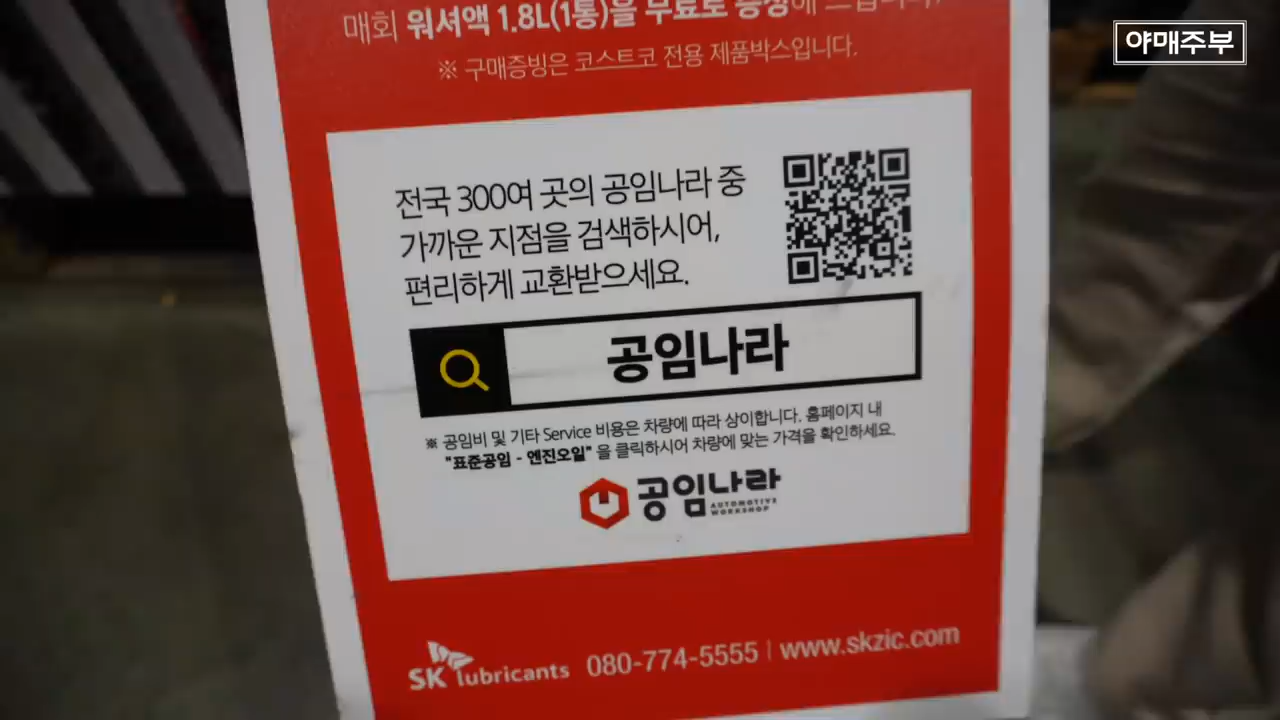 매회 워셔액 1.8L(1통)을 무료로 증정해 드립니다.
※ 구매증빙은 코스트코 전용 제품박스입니다.
야매주부
전국 300여 곳의 공임나라 중
가까운 지점을 검색하시어,
편리하게 교환받으세요.
공임나라
※ 공임비 및 기타 Service 비용은 차량에 따라 상이합니다. 홈페이지 내
"표준공임 - 엔진오일" 을 클릭하시어 차량에 맞는 가격을 확인하세요.
공임나라 AUTOMOTIVE
WORKSHOP
SK lubricants 080-774-5555 | www.skzic.com